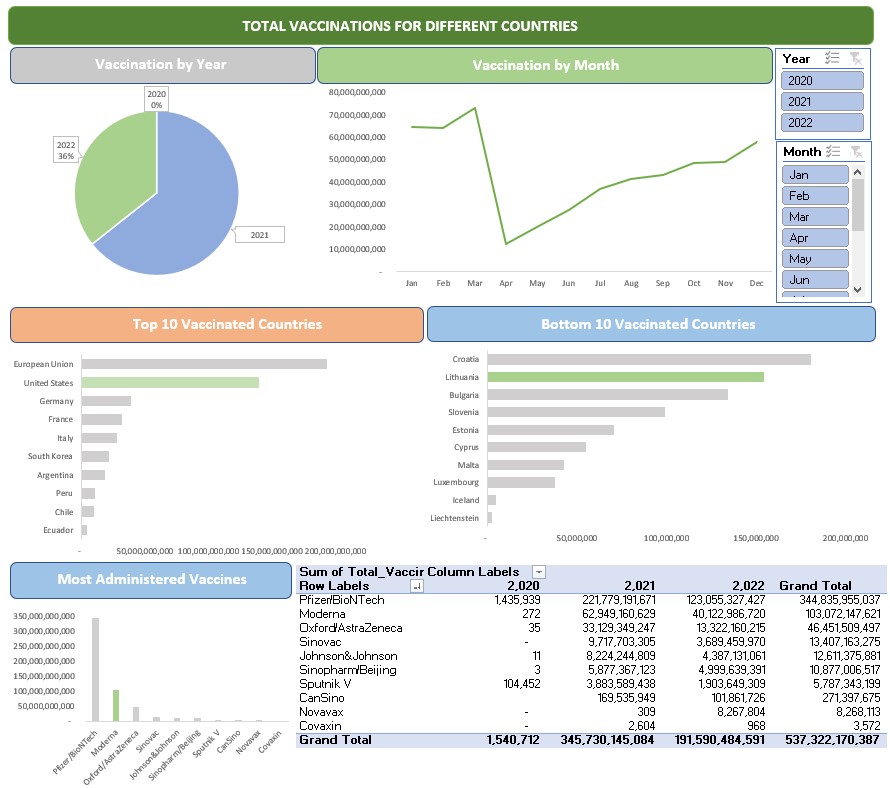 TOTAL VACCINATIONS FOR DIFFERENT COUNTRIES
Vaccination by Year
2020
0%
2022
36%
2021
Vaccination by Month
80,000,000,000
70,000,000,000
60,000,000,000
50,000,000,000
40,000,000,000
30,000,000,000
20,000,000,000
10,000,000,000
-
Jan Feb Mar Apr May Jun Jul Aug Sep Oct Nov Dec
Year
2020
2021
2022
Month
Jan
Feb
Mar
Apr
May
Jun
Top 10 Vaccinated Countries
European Union
United States
Germany
France
Italy
South Korea
Argentina
Peru
Chile
Ecuador
- 50,000,000,000 100,000,000,000 150,000,000,000 200,000,000,000
Bottom 10 Vaccinated Countries
Croatia
Lithuania
Bulgaria
Slovenia
Estonia
Cyprus
Malta
Luxembourg
Iceland
Liechtenstein
- 50,000,000 100,000,000 150,000,000 200,000,000
Most Administered Vaccines
350,000,000,000
300,000,000,000
250,000,000,000
200,000,000,000
150,000,000,000
100,000,000,000
50,000,000,000
-
Pfizer/BioNTech
Moderna
Oxford/AstraZeneca
Sinovac
Johnson&Johnson
Sinopharm/Beijing
Sputnik V
CanSino
Novavax
Covaxin
Sum of Total_Vaccir Column Labels
Row Labels 2,020 2,021 2,022 Grand Total
Pfizer/BioNTech 1,435,939 221,779,191,671 123,055,327,427 344,835,955,037
Moderna 272 62,949,160,629 40,122,986,720 103,072,147,621
Oxford/AstraZeneca 35 33,129,349,247 13,322,160,215 46,451,509,497
Sinovac - 9,717,703,305 3,689,459,970 13,407,163,275
Johnson&Johnson 11 8,224,244,809 4,387,131,061 12,611,375,881
Sinopharm/Beijing 3 5,877,367,123 4,999,639,391 10,877,006,517
Sputnik V 104,452 3,883,589,438 1,903,649,309 5,787,343,199
CanSino 169,535,949 101,861,726 271,397,675
Novavax - 309 8,267,804 8,268,113
Covaxin - 2,604 968 3,572
Grand Total 1,540,712 345,730,145,084 191,590,484,591 537,322,170,387